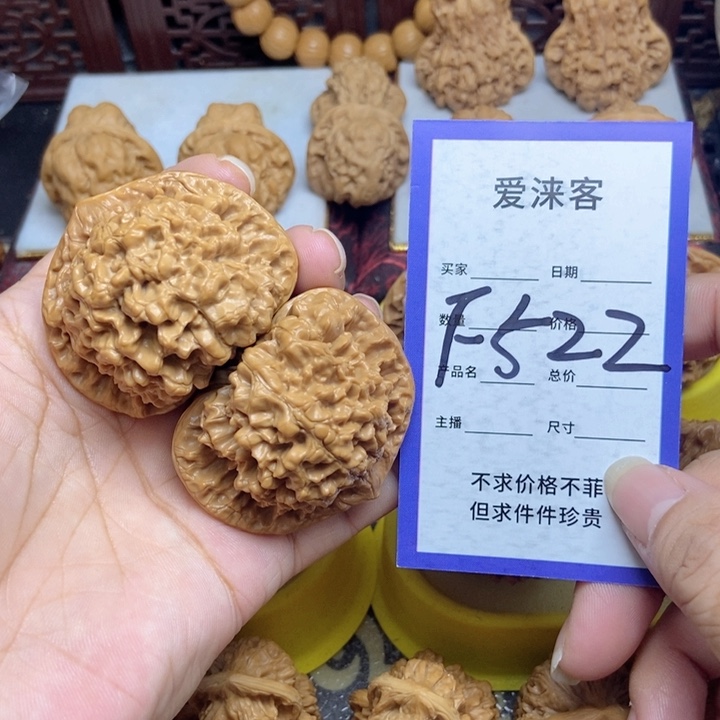 爱涞客
买家 日期
数量 价格
F522
产品名 总价
主播 尺寸
不求价格不菲
但求件件珍贵